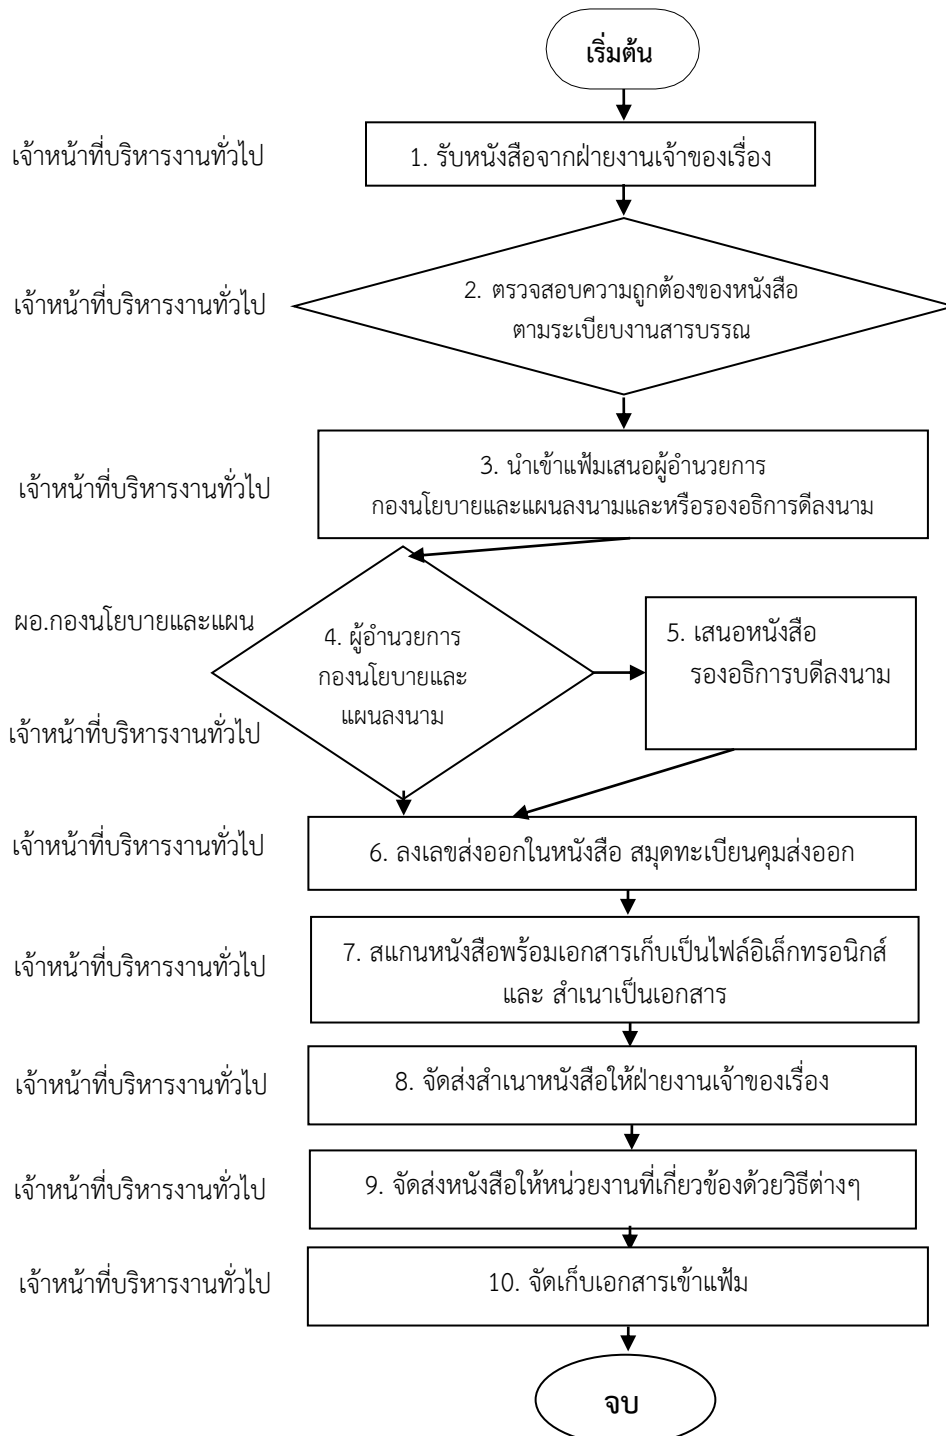 เริ่มต้น
เจ้าหน้าที่บริหารงานทั่วไป
1. รับหนังสือจากฝ่ายงานเจ้าของเรื่อง
เจ้าหน้าที่บริหารงานทั่วไป
2. ตรวจสอบความถูกต้องของหนังสือ
ตามระเบียบงานสารบรรณ
เจ้าหน้าที่บริหารงานทั่วไป
3. นำเข้าแฟ้มเสนอผู้อำนวยการ
กองนโยบายและแผนลงนามและหรือรองอธิการดีลงนาม
ผอ.กองนโยบายและแผน
4. ผู้อำนวยการ
กองนโยบายและ
แผนลงนาม
5. เสนอหนังสือ
รองอธิการบดีลงนาม
เจ้าหน้าที่บริหารงานทั่วไป
เจ้าหน้าที่บริหารงานทั่วไป
6. ลงเลขส่งออกในหนังสือ สมุดทะเบียนคุมส่งออก
เจ้าหน้าที่บริหารงานทั่วไป
7. สแกนหนังสือพร้อมเอกสารเก็บเป็นไฟล์อิเล็กทรอนิกส์
และ สำเนาเป็นเอกสาร
เจ้าหน้าที่บริหารงานทั่วไป
8. จัดส่งสำเนาหนังสือให้ฝ่ายงานเจ้าของเรื่อง
เจ้าหน้าที่บริหารงานทั่วไป
9. จัดส่งหนังสือให้หน่วยงานที่เกี่ยวข้องด้วยวิธีต่างๆ
เจ้าหน้าที่บริหารงานทั่วไป
10. จัดเก็บเอกสารเข้าแฟ้ม
จบ